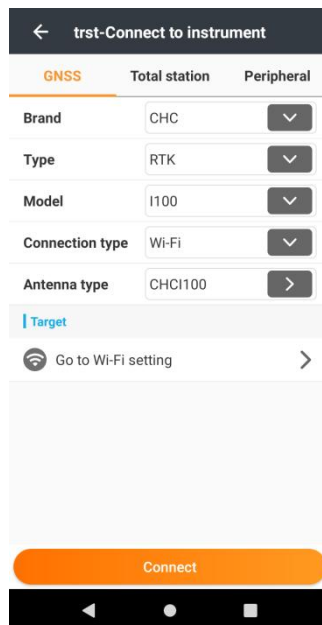 trst-Connect to instrument
GNSS Total station Peripheral
Brand CHC
Type RTK
Model I100
Connection type Wi-Fi
Antenna type CHCI100
Target
Go to Wi-Fi setting
Connect